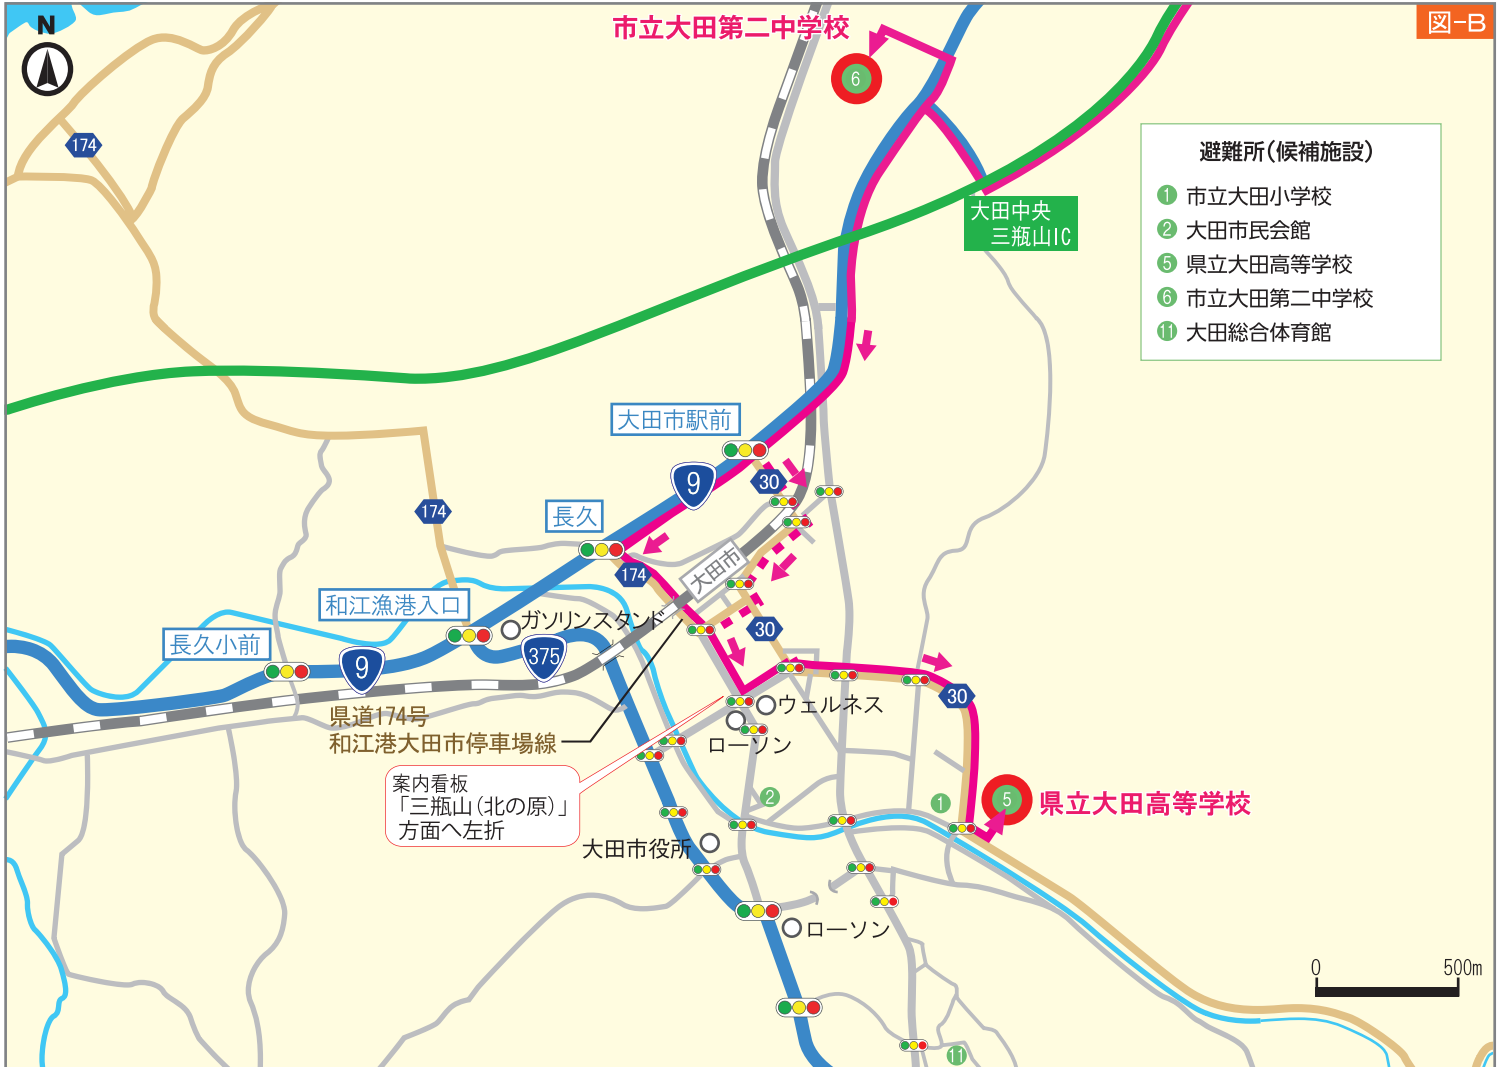 N
市立大田第二中学校
図-B
6
174
避難所(候補施設)
1 市立大田小学校
2 大田市民会館
5 県立大田高等学校
6 市立大田第二中学校
11 大田総合体育館
大田中央
三瓶山IC
大田市駅前
9
30
174
長久
大田市
174
和江漁港入口
ガソリンスタンド
長久小前
9
375
30
30
ウェルネス
ローソン
県道174号
和江港大田市停車場線
案内看板
「三瓶山(北の原)」
方面へ左折
2
1
5
県立大田高等学校
大田市役所
ローソン
11
0
500m